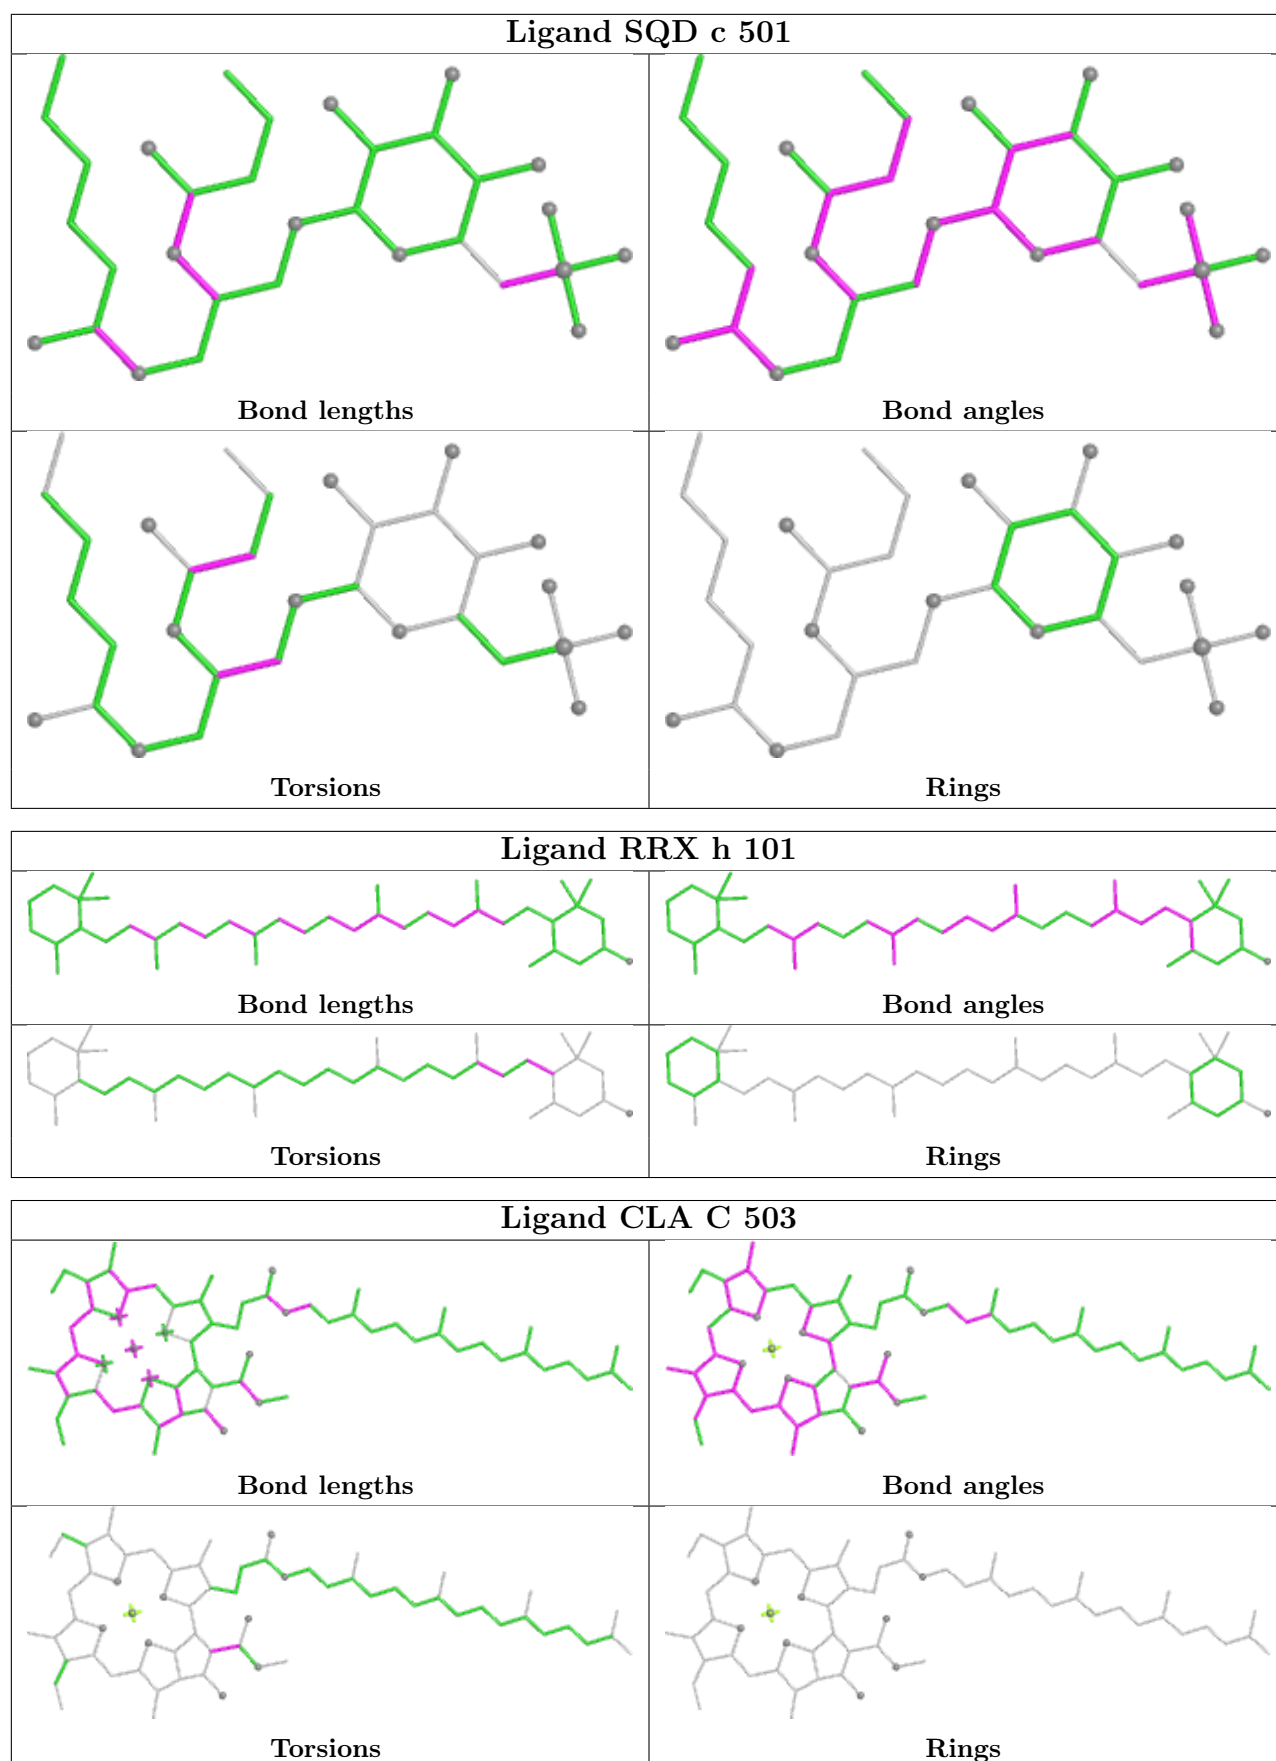 Ligand SQD c 501
Bond lengths
Bond angles
Torsions
Rings
Ligand RRX h 101
Bond lengths
Bond angles
Torsions
Rings
Ligand CLA C 503
Bond lengths
Bond angles
Torsions
Rings